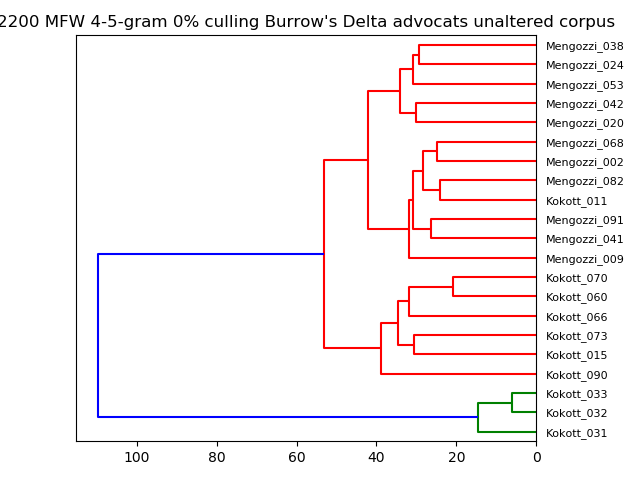 2200 MFW 4-5-gram 0% culling Burrow's Delta advocats unaltered corpus
Mengozzi_038
Mengozzi_024
Mengozzi_053
Mengozzi_042
Mengozzi_020
Mengozzi_068
Mengozzi_002
Mengozzi_082
Kokott_011
Mengozzi_091
Mengozzi_041
Mengozzi_009
Kokott_070
Kokott_060
Kokott_066
Kokott_073
Kokott_015
Kokott_090
Kokott_033
Kokott_032
Kokott_031
100 80 60 40 20 0